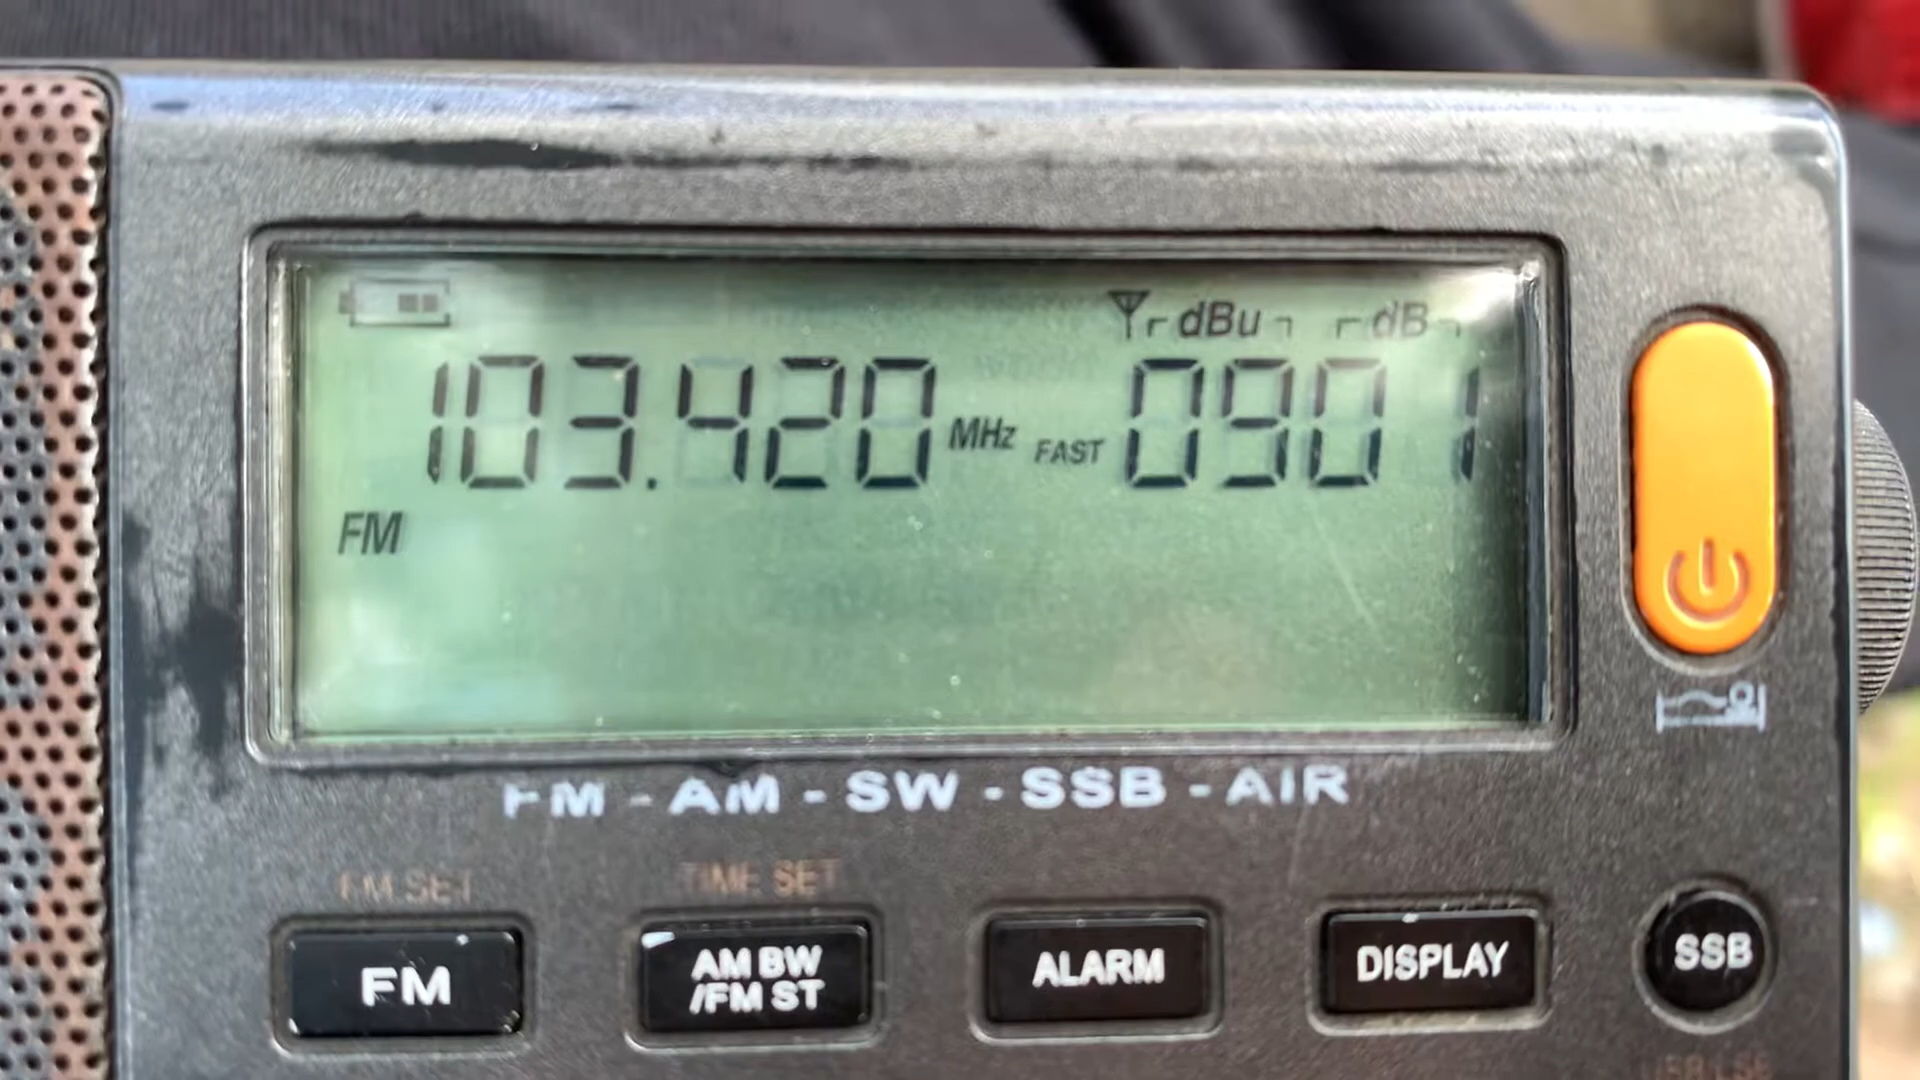 dBu dB
103.420 MHz FAST 0901
FM
FM - AM - SW - SSB - AIR
FM SET TIME SET
FM AM BW /FM ST ALARM DISPLAY SSB